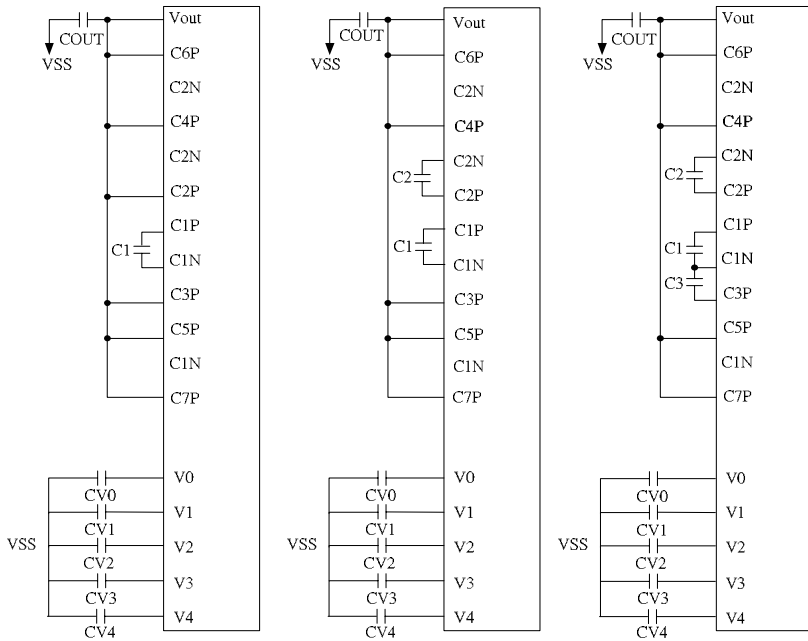 Vout
COUT
VSS
C6P
C2N
C4P
C2N
C2P
C1P
C1
C1N
C3P
C5P
C1N
C7P
V0
CV0
V1
CV1
VSS
V2
CV2
V3
CV3
V4
CV4
Vout
COUT
VSS
C6P
C2N
C4P
C2N
C2
C2P
C1P
C1
C1N
C3P
C5P
C1N
C7P
V0
CV0
V1
CV1
VSS
V2
CV2
V3
CV3
V4
CV4
Vout
COUT
VSS
C6P
C2N
C4P
C2N
C2
C2P
C1P
C1
C1N
C3
C3P
C5P
C1N
C7P
V0
CV0
V1
CV1
VSS
V2
CV2
V3
CV3
V4
CV4